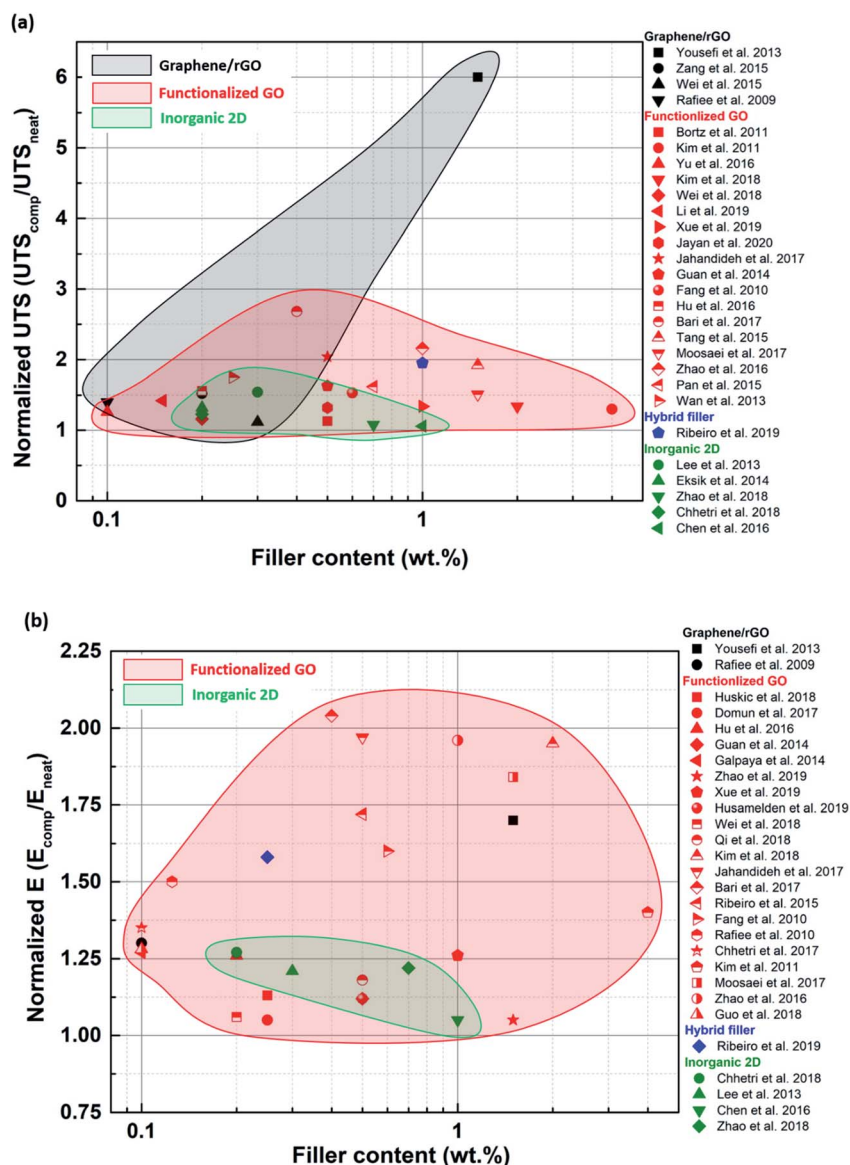 (a)
Normalized UTS (UTScomp/UTSneat)
6
5
4
3
2
1
0
0.1
1
Filler content (wt.%)
Graphene/rGO
Functionalized GO
Inorganic 2D
Graphene/rGO
Yousefi et al. 2013
Zang et al. 2015
Wei et al. 2015
Rafiee et al. 2009
Functionlized GO
Bortz et al. 2011
Kim et al. 2011
Yu et al. 2016
Kim et al. 2018
Wei et al. 2018
Li et al. 2019
Xue et al. 2019
Jayan et al. 2020
Jahandideh et al. 2017
Guan et al. 2014
Fang et al. 2010
Hu et al. 2016
Bari et al. 2017
Tang et al. 2015
Moosaei et al. 2017
Zhao et al. 2016
Pan et al. 2015
Wan et al. 2013
Hybrid filler
Ribeiro et al. 2019
Inorganic 2D
Lee et al. 2013
Eksik et al. 2014
Zhao et al. 2018
Chhetri et al. 2018
Chen et al. 2016
(b)
Normalized E (Ecomp/Eneat)
2.25
2.00
1.75
1.50
1.25
1.00
0.75
0.1
1
Filler content (wt.%)
Functionalized GO
Inorganic 2D
Graphene/rGO
Yousefi et al. 2013
Rafiee et al. 2009
Functionlized GO
Huskic et al. 2018
Domun et al. 2017
Hu et al. 2016
Guan et al. 2014
Galpaya et al. 2014
Zhao et al. 2019
Xue et al. 2019
Husamelden et al. 2019
Wei et al. 2018
Qi et al. 2018
Kim et al. 2018
Jahandideh et al. 2017
Bari et al. 2017
Ribeiro et al. 2015
Fang et al. 2010
Rafiee et al. 2010
Chhetri et al. 2017
Kim et al. 2011
Moosaei et al. 2017
Zhao et al. 2016
Guo et al. 2018
Hybrid filler
Ribeiro et al. 2019
Inorganic 2D
Chhetri et al. 2018
Lee et al. 2013
Chen et al. 2016
Zhao et al. 2018